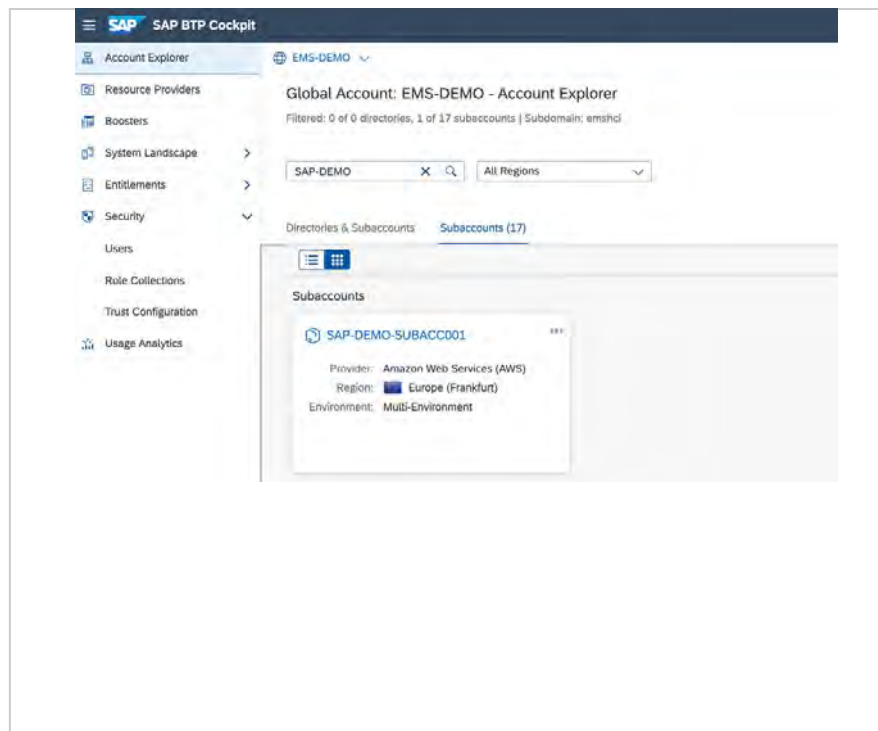 SAP SAP BTP Cockpit
Account Explorer
Resource Providers
Boosters
System Landscape
Entitlements
Security
Users
Role Collections
Trust Configuration
Usage Analytics
EMS-DEMO
Global Account: EMS-DEMO - Account Explorer
Filtered: 0 of 0 directories, 1 of 17 subaccounts | Subdomain: emshcl
SAP-DEMO
All Regions
Directories & Subaccounts Subaccounts (17)
Subaccounts
SAP-DEMO-SUBACC001
Provider: Amazon Web Services (AWS)
Region: Europe (Frankfurt)
Environment: Multi-Environment